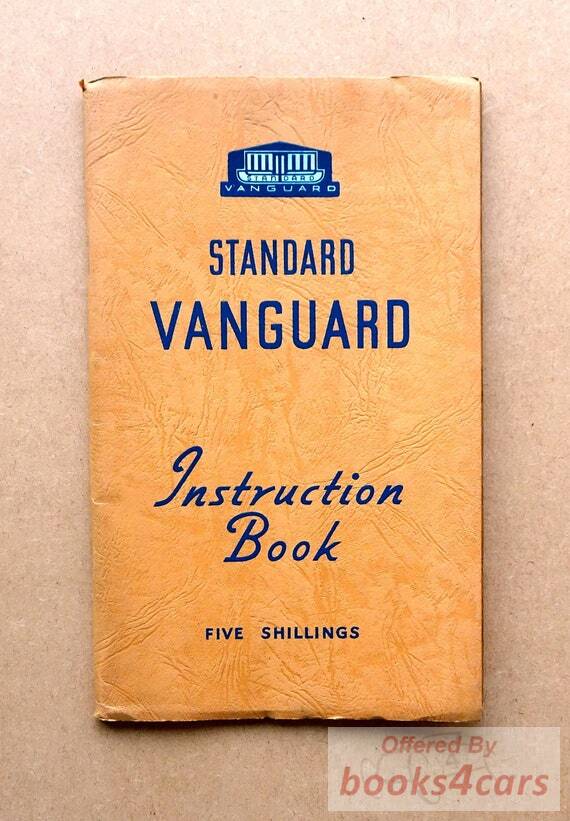 STANDARD
VANGUARD
STANDARD
VANGUARD
Instruction
Book
FIVE SHILLINGS
Offered By
books4cars